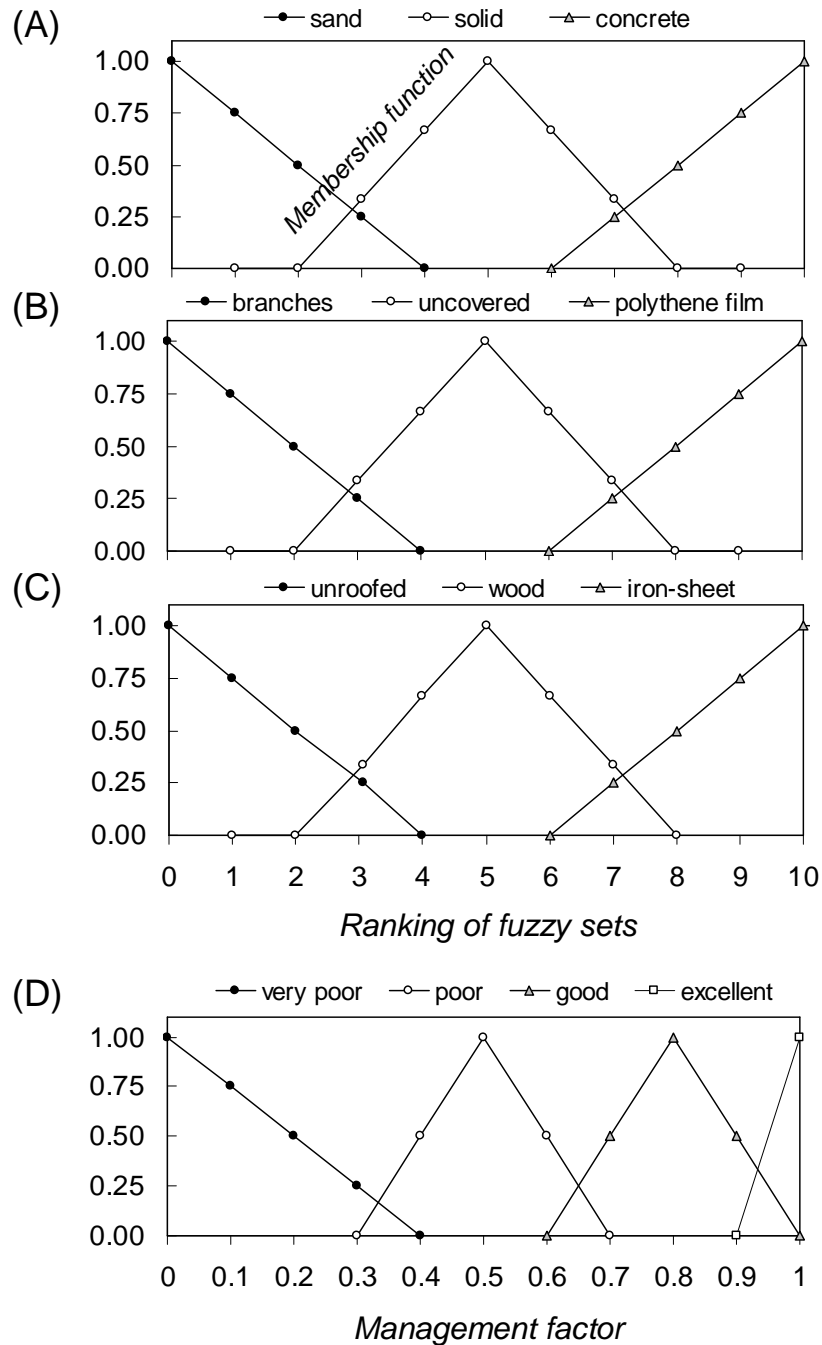 (A)
sand solid concrete
1.00
0.75
0.50
0.25
0.00
Membership function
(B)
branches uncovered polythene film
1.00
0.75
0.50
0.25
0.00
(C)
unroofed wood iron-sheet
1.00
0.75
0.50
0.25
0.00
0 1 2 3 4 5 6 7 8 9 10
Ranking of fuzzy sets
(D)
very poor poor good excellent
1.00
0.75
0.50
0.25
0.00
0 0.1 0.2 0.3 0.4 0.5 0.6 0.7 0.8 0.9 1
Management factor